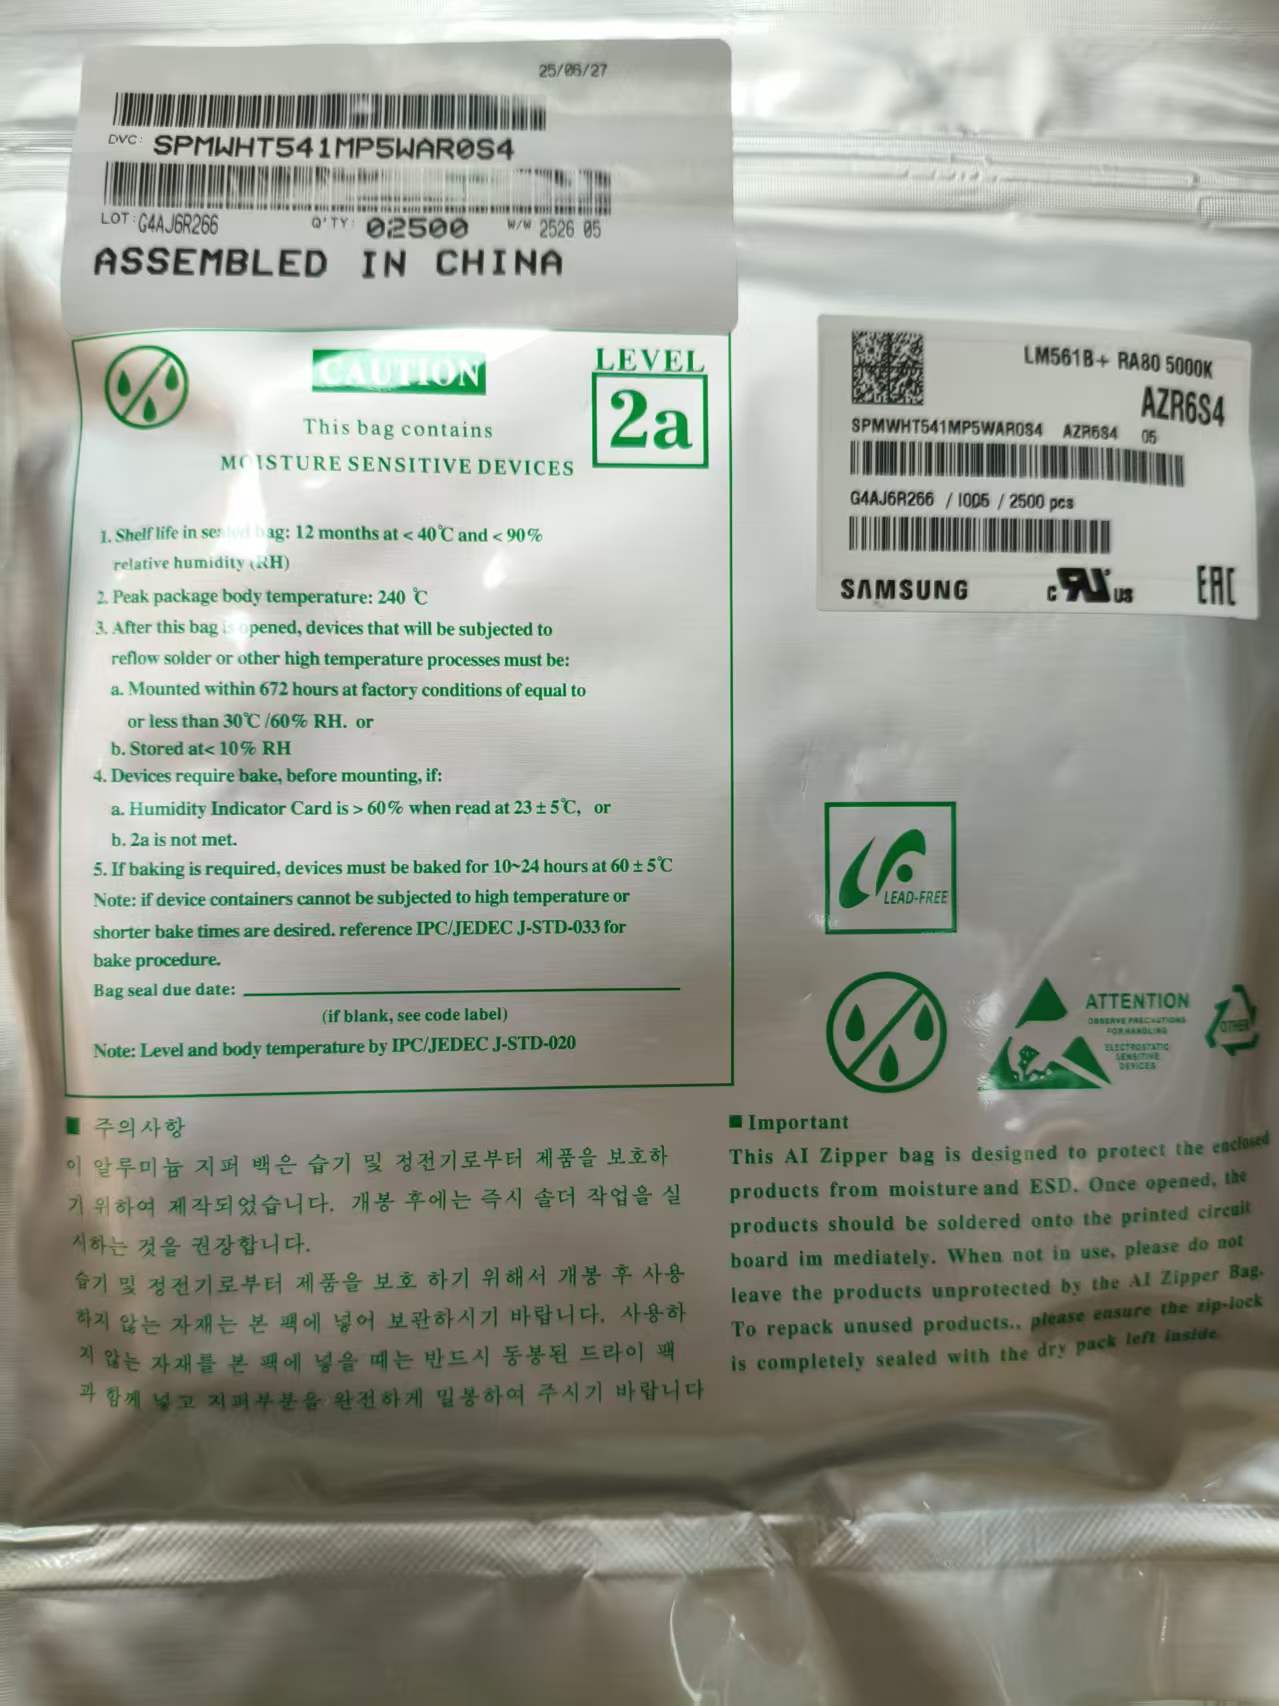 25/06/27
DVC: SPMWHT541MP5WAR0S4
LOT:G4AJ6R266 Q'TY: 02500 W/W 2526 05
ASSEMBLED IN CHINA
CAUTION
This bag contains
MOISTURE SENSITIVE DEVICES
LEVEL
2a
1. Shelf life in sealed bag: 12 months at < 40℃ and < 90%
relative humidity (RH)
2. Peak package body temperature: 240 ℃
3. After this bag is opened, devices that will be subjected to
reflow solder or other high temperature processes must be:
a. Mounted within 672 hours at factory conditions of equal to
or less than 30℃ /60% RH. or
b. Stored at< 10% RH
4. Devices require bake, before mounting, if:
a. Humidity Indicator Card is > 60% when read at 23 ± 5℃, or
b. 2a is not met.
5. If baking is required, devices must be baked for 10~24 hours at 60 ± 5℃
Note: if device containers cannot be subjected to high temperature or
shorter bake times are desired. reference IPC/JEDEC J-STD-033 for
bake procedure.
Bag seal due date:
(if blank, see code label)
Note: Level and body temperature by IPC/JEDEC J-STD-020
LM561B+ RA80 5000K
AZR6S4
SPMWHT541MP5WAR0S4 AZR6S4 05
G4AJ6R266 / I005 / 2500 pcs
SAMSUNG c RU us EAC
LEAD-FREE
ATTENTION
OBSERVE PRECAUTIONS
FOR HANDLING
ELECTROSTATIC
SENSITIVE
DEVICES
OTHER
■ 주의사항
이 알루미늄 지퍼 백은 습기 및 정전기로부터 제품을 보호하
기 위하여 제작되었습니다. 개봉 후에는 즉시 솔더 작업을 실
시하는 것을 권장합니다.
습기 및 정전기로부터 제품을 보호 하기 위해서 개봉 후 사용
하지 않는 자재는 본 팩에 넣어 보관하시기 바랍니다. 사용하
지 않는 자재를 본 팩에 넣을 때는 반드시 동봉된 드라이 팩
과 함께 넣고 지퍼부분을 완전하게 밀봉하여 주시기 바랍니다
■ Important
This AI Zipper bag is designed to protect the enclosed
products from moisture and ESD. Once opened, the
products should be soldered onto the printed circuit
board im mediately. When not in use, please do not
leave the products unprotected by the AI Zipper Bag.
To repack unused products., please ensure the zip-lock
is completely sealed with the dry pack left inside.